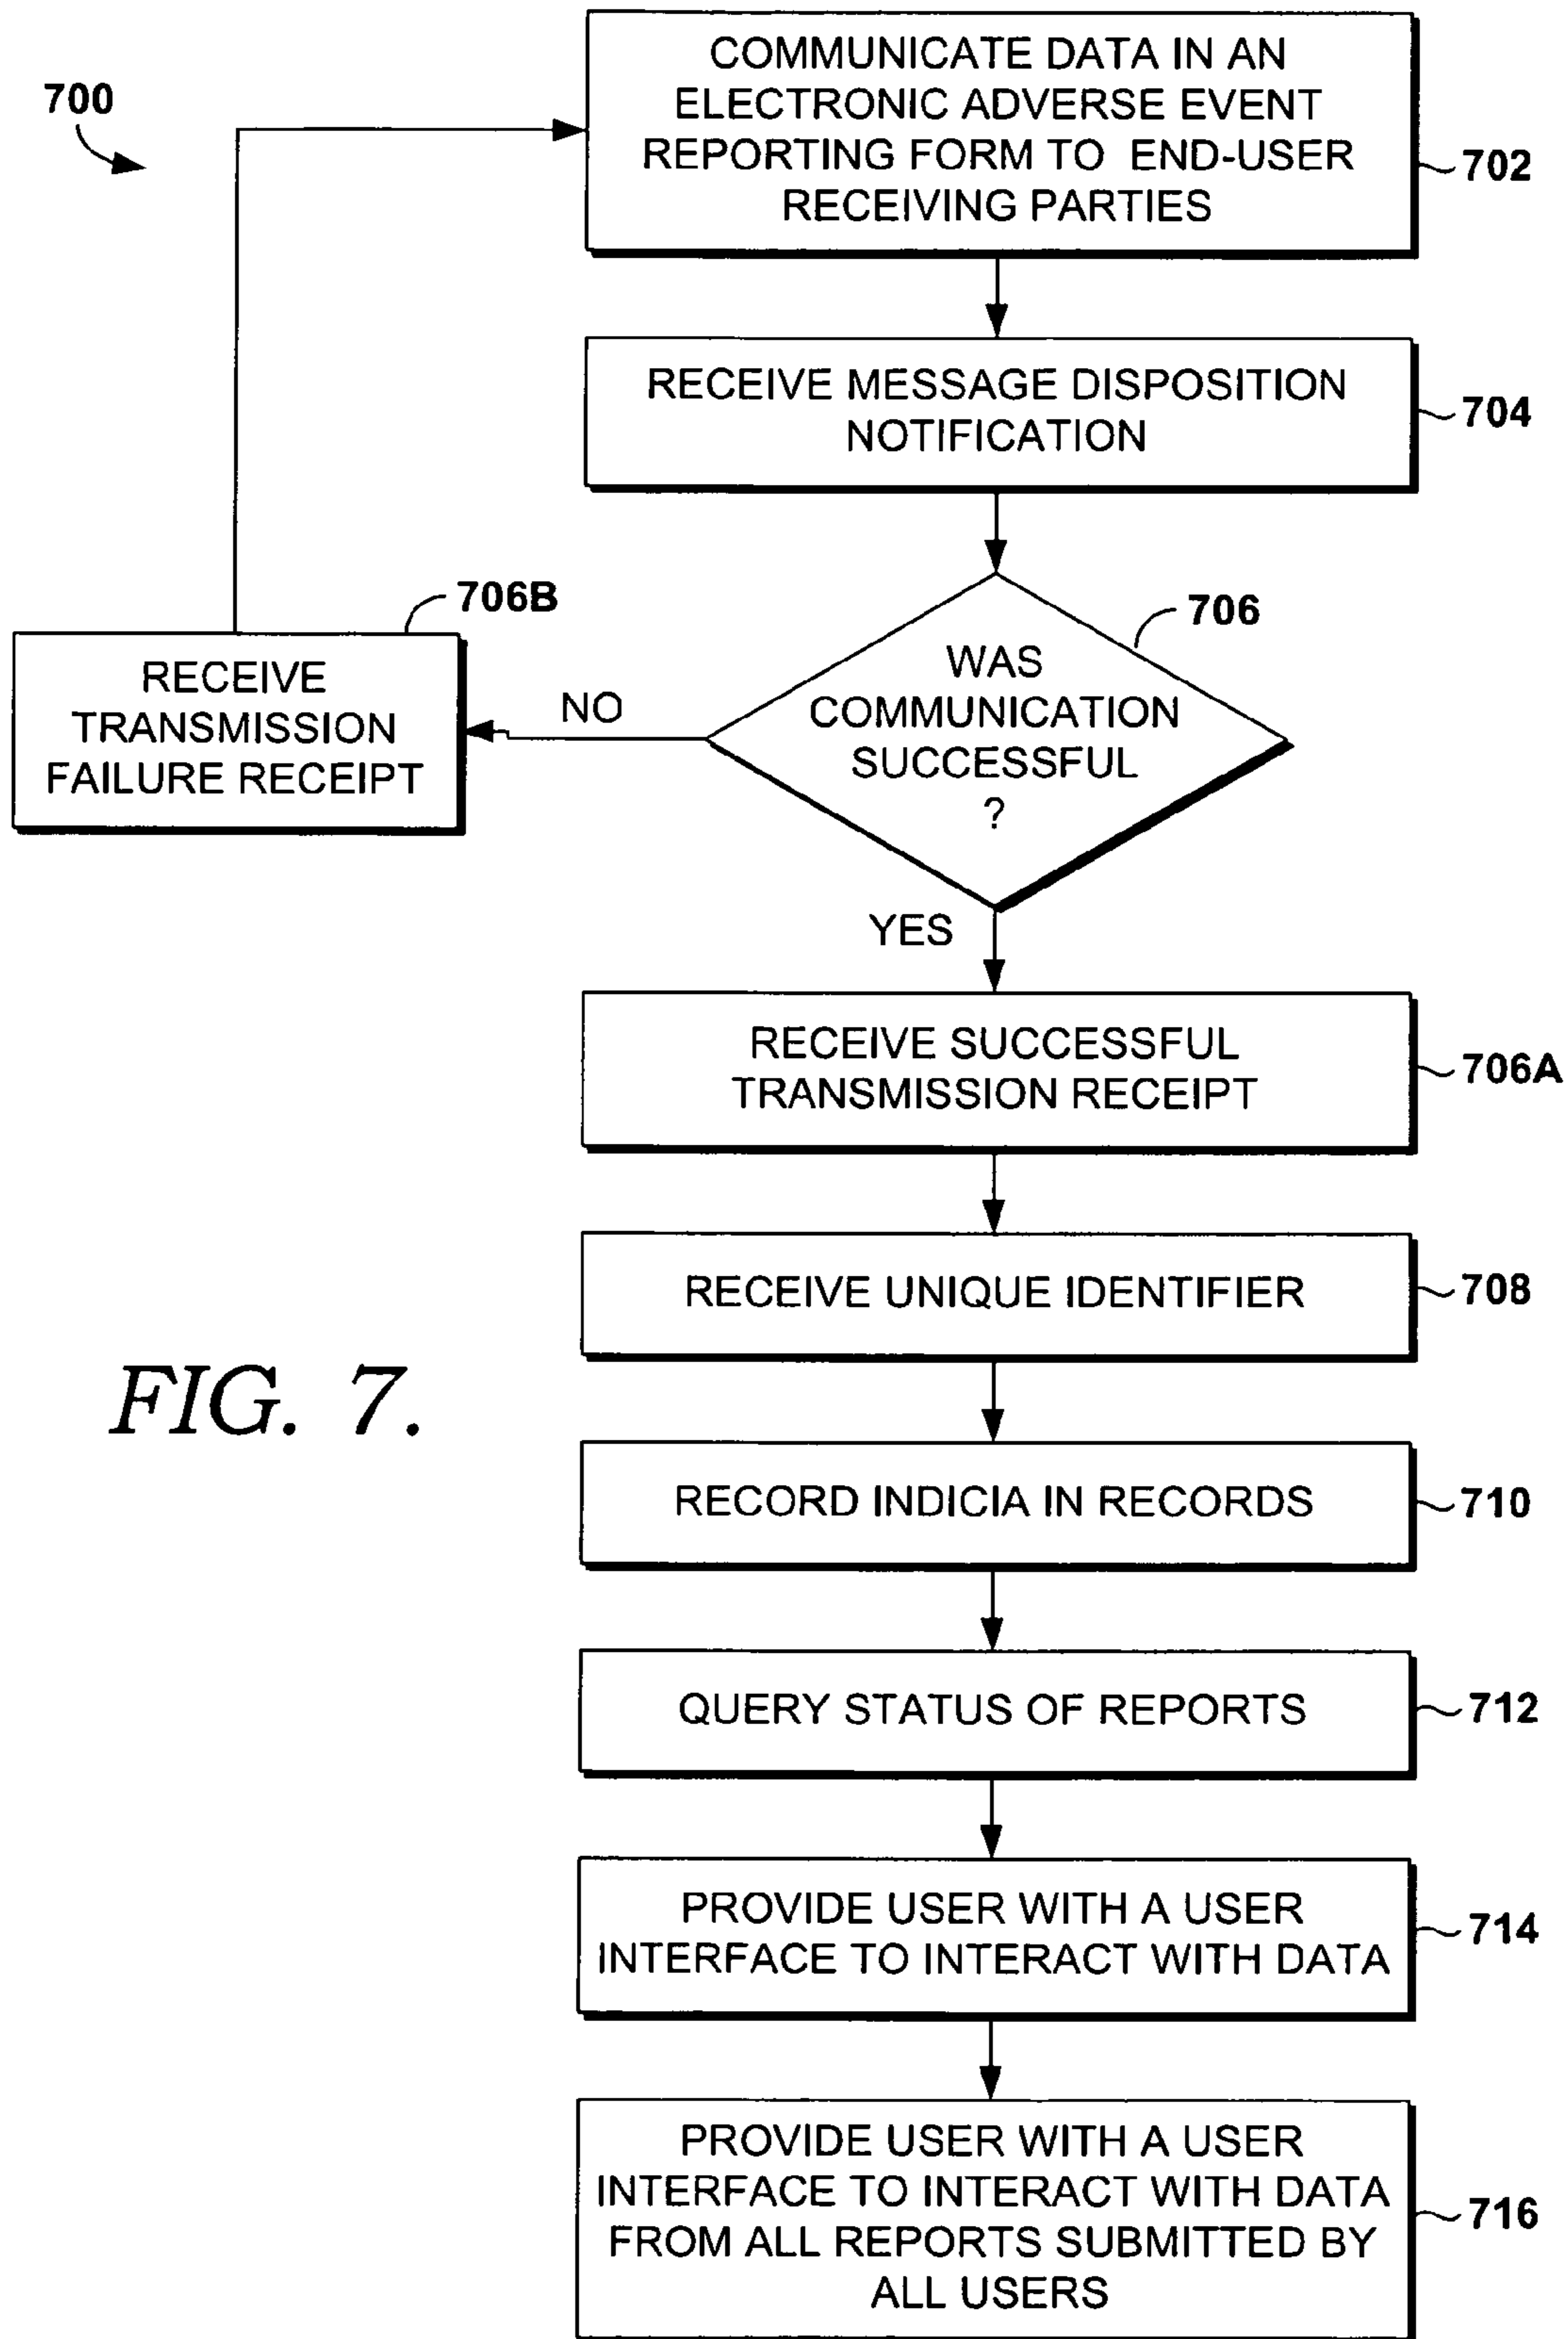 700
COMMUNICATE DATA IN AN
ELECTRONIC ADVERSE EVENT
REPORTING FORM TO END-USER
RECEIVING PARTIES
702
RECEIVE MESSAGE DISPOSITION
NOTIFICATION
704
706B
RECEIVE
TRANSMISSION
FAILURE RECEIPT
NO
706
WAS
COMMUNICATION
SUCCESSFUL
?
YES
RECEIVE SUCCESSFUL
TRANSMISSION RECEIPT
706A
RECEIVE UNIQUE IDENTIFIER
708
FIG. 7.
RECORD INDICIA IN RECORDS
710
QUERY STATUS OF REPORTS
712
PROVIDE USER WITH A USER
INTERFACE TO INTERACT WITH DATA
714
PROVIDE USER WITH A USER
INTERFACE TO INTERACT WITH DATA
FROM ALL REPORTS SUBMITTED BY
ALL USERS
716